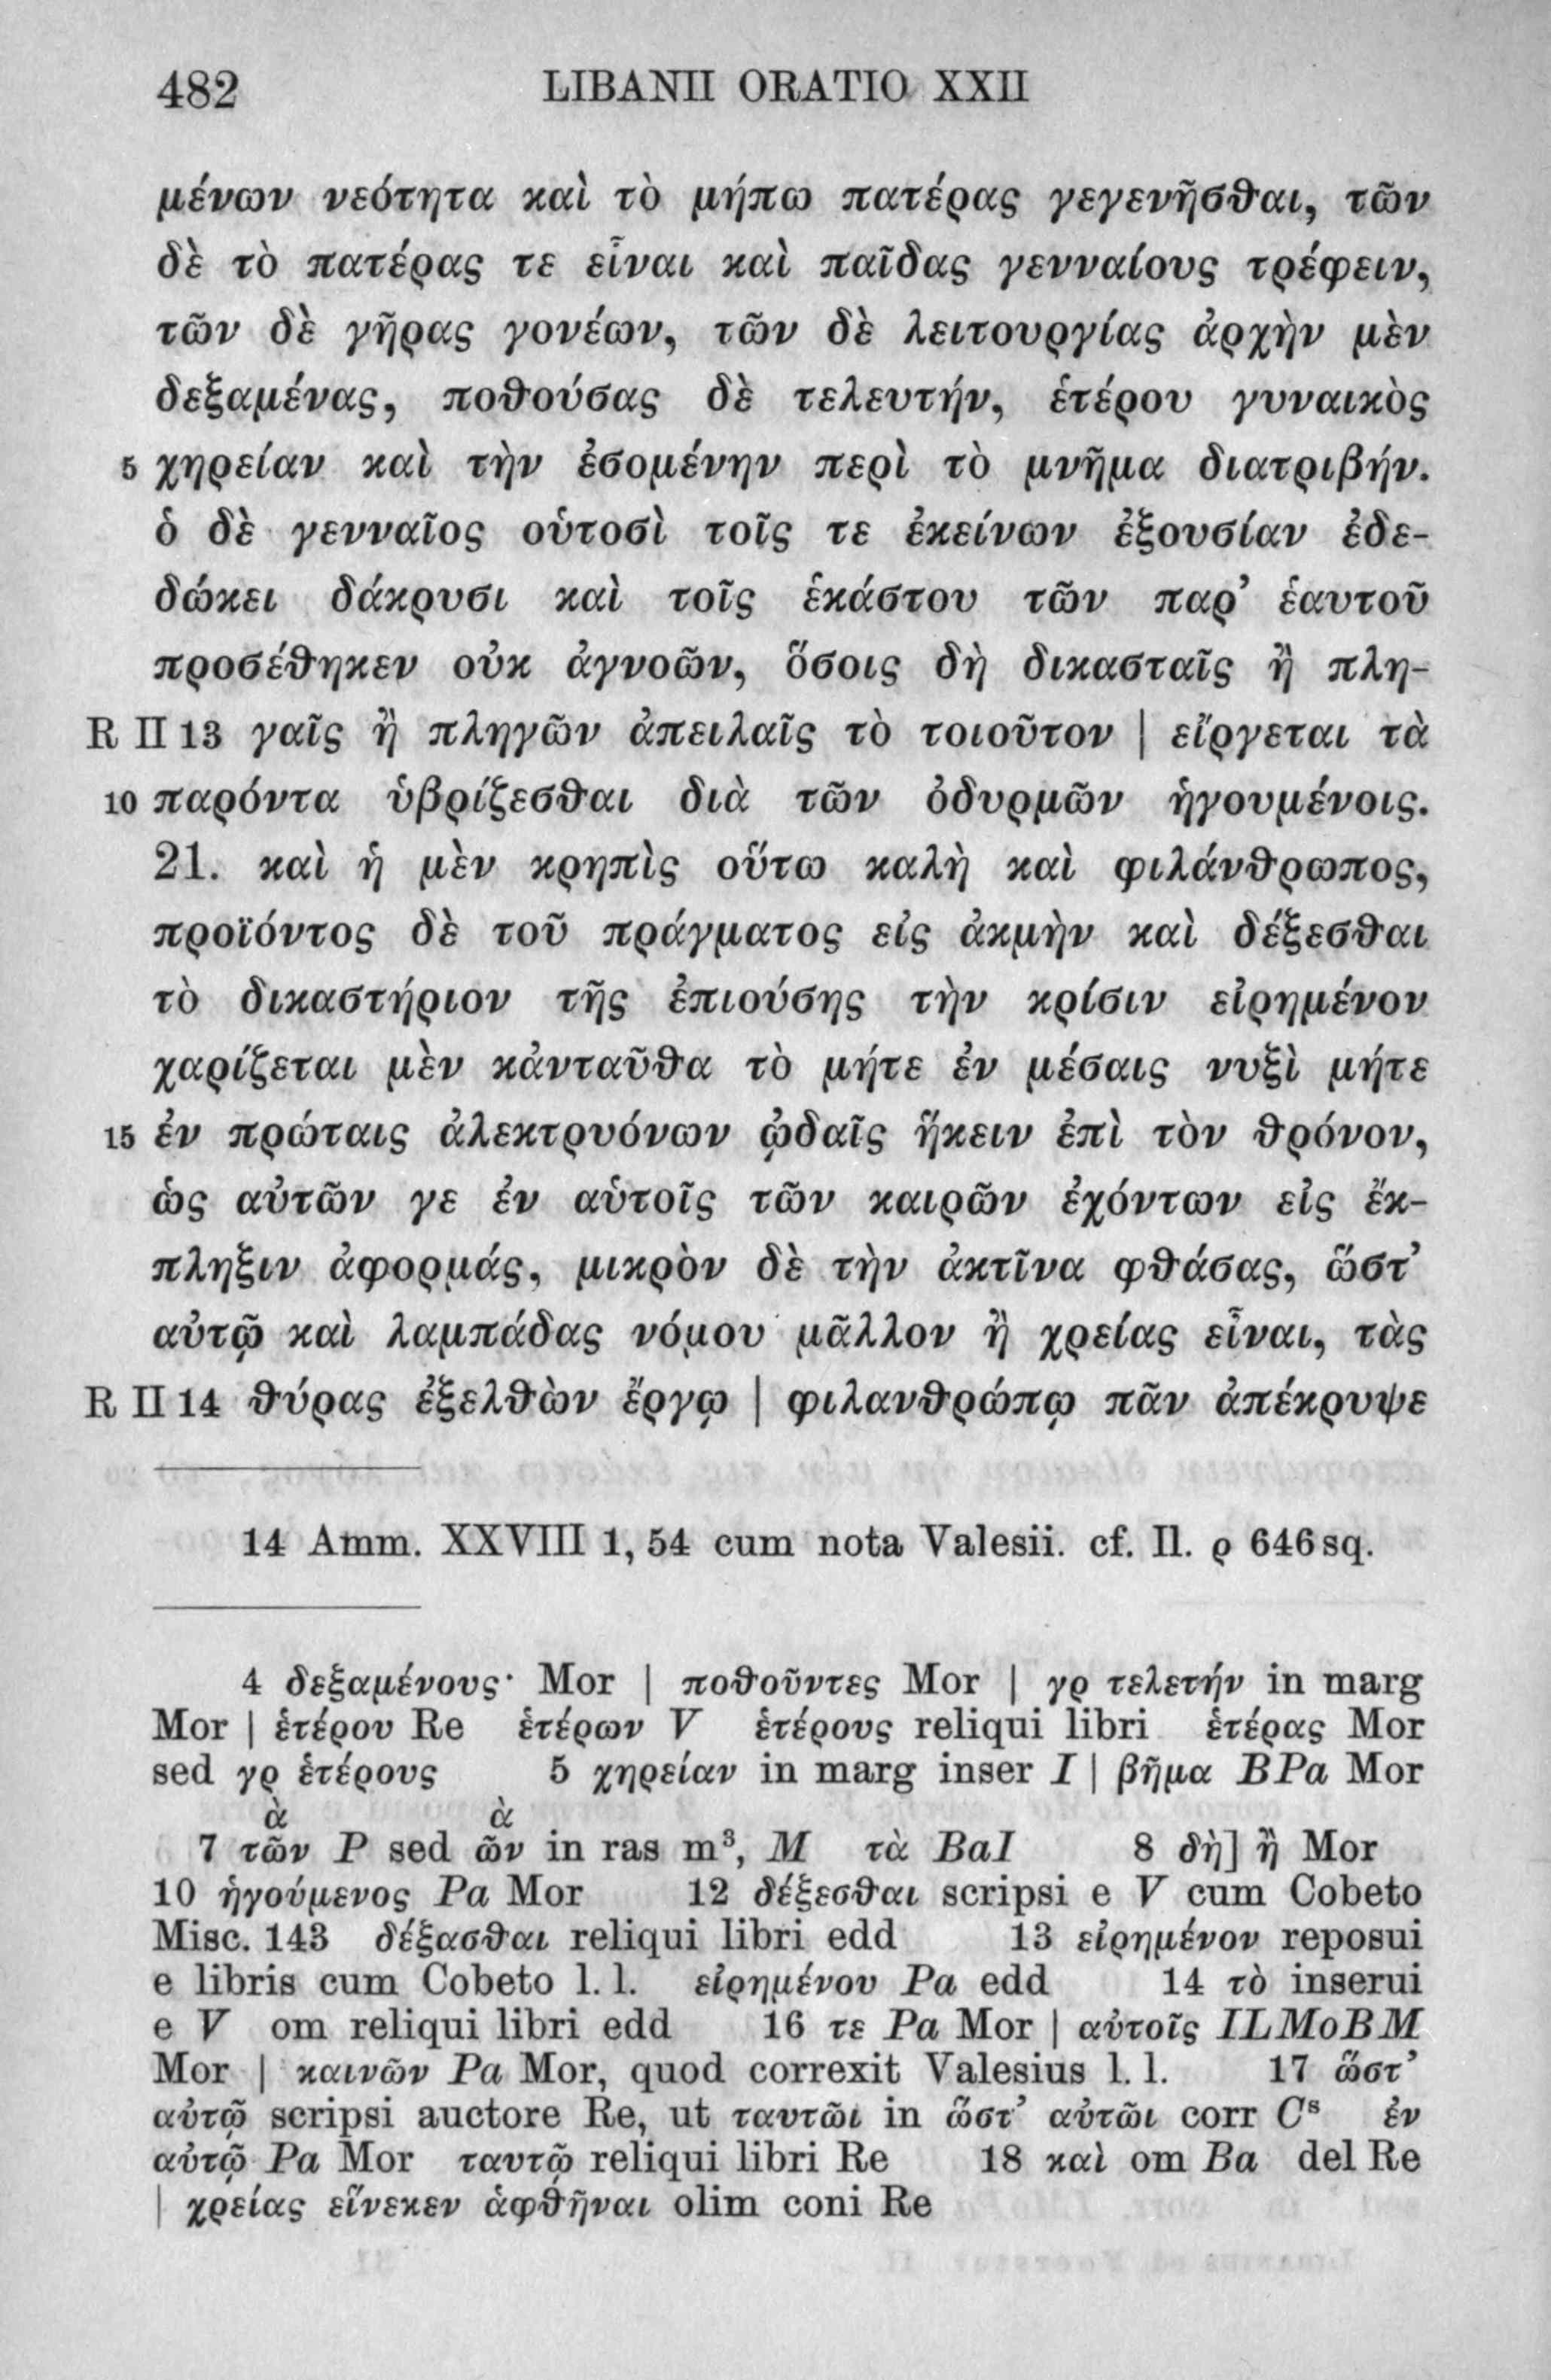 482 LIBANII ORATIO XXII
μένων νεότητα καὶ τὸ μήπω πατέρας γεγενῆσθαι, τῶν
δὲ τὸ πατέρας τε εἶναι καὶ παῖδας γενναίους τρέφειν,
τῶν δὲ γῆρας γονέων, τῶν δὲ λειτουργίας ἀρχὴν μὲν
δεξαμένας, ποθούσας δὲ τελευτήν, ἑτέρου γυναικὸς
5 χηρείαν καὶ τὴν ἐσομένην περὶ τὸ μνῆμα διατριβήν.
ὁ δὲ γενναῖος οὑτοσὶ τοῖς τε ἐκείνων ἐξουσίαν ἐδε-
δώκει δάκρυσι καὶ τοῖς ἑκάστου τῶν παρ’ ἑαυτοῦ
προσέθηκεν οὐκ ἀγνοῶν, ὅσοις δὴ δικασταῖς ἢ πλη-
R II 13 γαῖς ἢ πληγῶν ἀπειλαῖς τὸ τοιοῦτον | εἴργεται τὰ
10 παρόντα ὑβρίζεσθαι διὰ τῶν ὀδυρμῶν ἡγουμένοις.
21. καὶ ἡ μὲν κρηπὶς οὕτω καλὴ καὶ φιλάνθρωπος,
προϊόντος δὲ τοῦ πράγματος εἰς ἀκμὴν καὶ δέξεσθαι
τὸ δικαστήριον τῆς ἐπιούσης τὴν κρίσιν εἰρημένον
χαρίζεται μὲν κἀνταῦθα τὸ μήτε ἐν μέσαις νυξὶ μήτε
15 ἐν πρώταις ἀλεκτρυόνων ᾠδαῖς ἥκειν ἐπὶ τὸν θρόνον,
ὡς αὐτῶν γε ἐν αὑτοῖς τῶν καιρῶν ἐχόντων εἰς ἔκ-
πληξιν ἀφορμάς, μικρὸν δὲ τὴν ἀκτῖνα φθάσας, ὥστ’
αὐτῷ καὶ λαμπάδας νόμου μᾶλλον ἢ χρείας εἶναι, τὰς
R II 14 θύρας ἐξελθὼν ἔργῳ | φιλανθρώπῳ πᾶν ἀπέκρυψε
14 Amm. XXVIII 1, 54 cum nota Valesii. cf. Il. ρ 646 sq.
4 δεξαμένους· Mor | ποθοῦντες Mor | γρ τελετήν in marg
Mor | ἑτέρου Re ἑτέρων V ἑτέρους reliqui libri ἑτέρας Mor
sed γρ ἑτέρους 5 χηρείαν in marg inser I | βῆμα BPa Mor
ὰ ὰ
7 τῶν P sed ῶν in ras m³, M τὰ BaI 8 δὴ] ἢ Mor
10 ἡγούμενος Pa Mor 12 δέξεσθαι scripsi e V cum Cobeto
Misc. 143 δέξασθαι reliqui libri edd 13 εἰρημένον reposui
e libris cum Cobeto l. l. εἰρημένου Pa edd 14 τὸ inserui
e V om reliqui libri edd 16 τε Pa Mor | αὐτοῖς ILMoBM
Mor | καινῶν Pa Mor, quod correxit Valesius l. l. 17 ὥστ’
αὐτῷ scripsi auctore Re, ut ταυτῶι in ὥστ’ αὐτῶι corr Cˢ ἐν
αὐτῷ Pa Mor ταυτῷ reliqui libri Re 18 καὶ om Ba del Re
| χρείας εἵνεκεν ἁφθῆναι olim coni Re